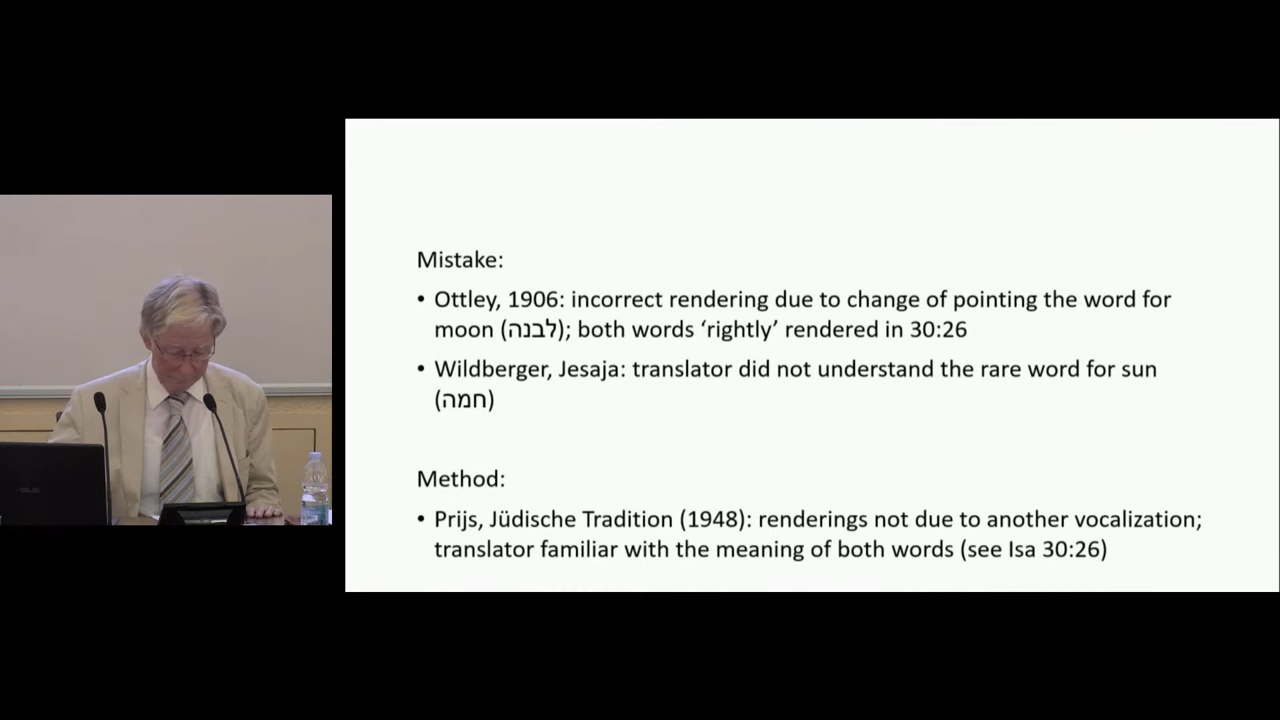 Mistake:
• Ottley, 1906: incorrect rendering due to change of pointing the word for
moon (לבנה); both words ‘rightly’ rendered in 30:26
• Wildberger, Jesaja: translator did not understand the rare word for sun
(חמה)
Method:
• Prijs, Jüdische Tradition (1948): renderings not due to another vocalization;
translator familiar with the meaning of both words (see Isa 30:26)